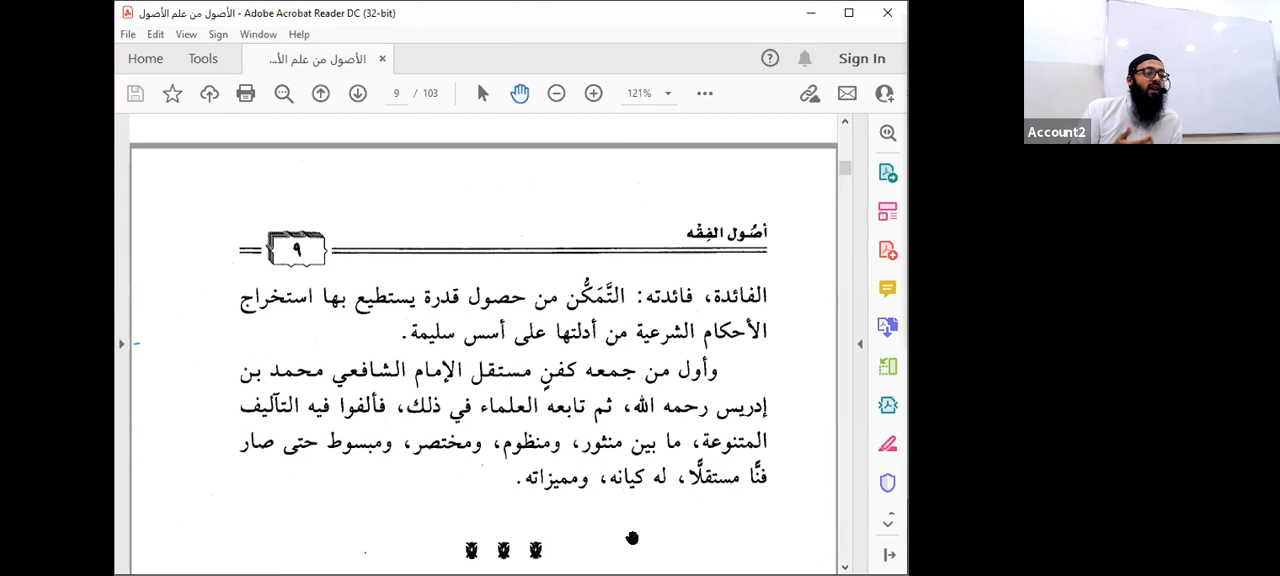 الأصول من علم الأصول - Adobe Acrobat Reader DC (32-bit)
File Edit View Sign Window Help
Home Tools الأصول من علم الأ... × Sign In
9 / 103 121%
Account2
أصُول الفِقْه
٩
الفائدة، فائدته: التَّمَكُّن من حصول قدرة يستطيع بها استخراج
الأحكام الشرعية من أدلتها على أسس سليمة.
وأول من جمعه كفنٍ مستقل الإمام الشافعي محمد بن
إدريس رحمه الله، ثم تابعه العلماء في ذلك، فألفوا فيه التآليف
المتنوعة، ما بين منثور، ومنظوم، ومختصر، ومبسوط حتى صار
فنًّا مستقلًّا، له كيانه، ومميزاته.